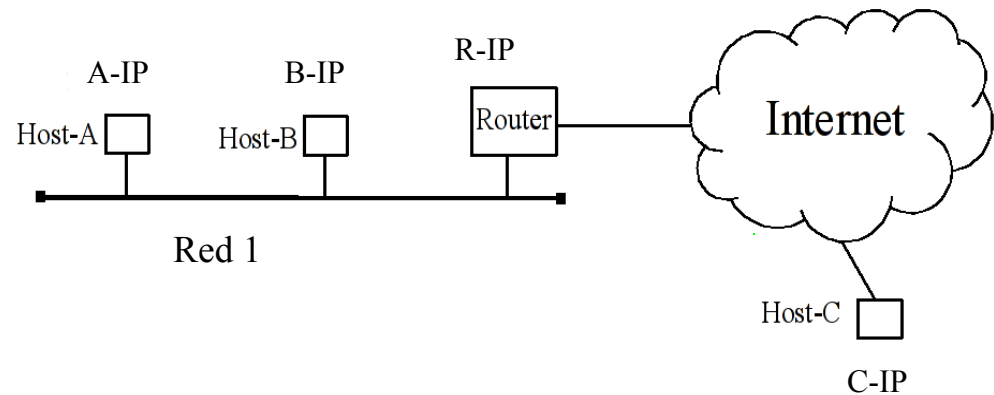 R-IP
A-IP
B-IP
Host-A
Host-B
Router
Internet
Red 1
Host-C
C-IP